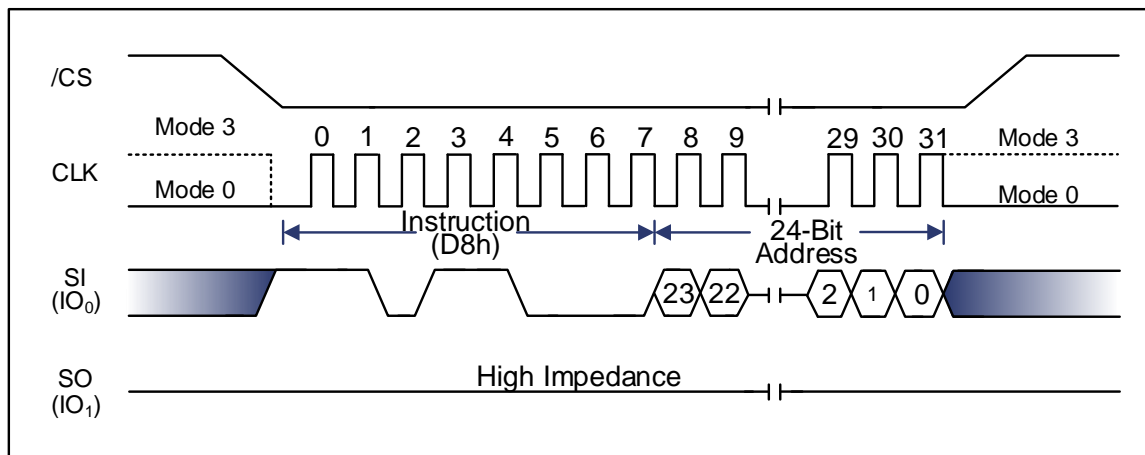 /CS
Mode 3
0 1 2 3 4 5 6 7 8 9 29 30 31
Mode 3
CLK
Mode 0
Mode 0
Instruction
(D8h)
24-Bit
Address
SI
(IO₀)
23 22 2 1 0
SO
(IO₁)
High Impedance